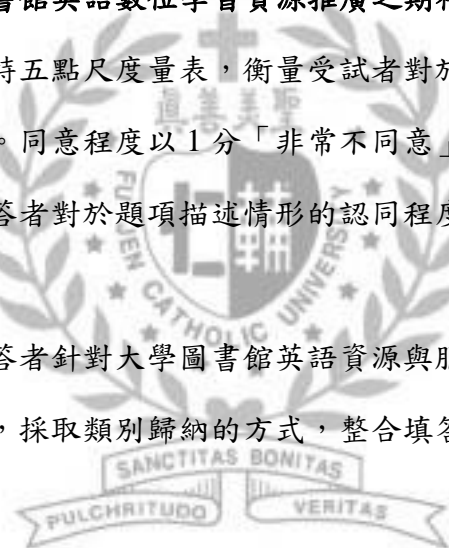 書館英語數位學習資源推廣之期
特五點尺度量表，衡量受試者對於
真善美聖
。同意程度以 1 分「非常不同意」
答者對於題項描述情形的認同程度
輔仁
FU JEN CATHOLIC UNIVERSITY
答者針對大學圖書館英語資源與
，採取類別歸納的方式，整合填答
SANCTITAS BONITAS
PULCHRITUDO VERITAS